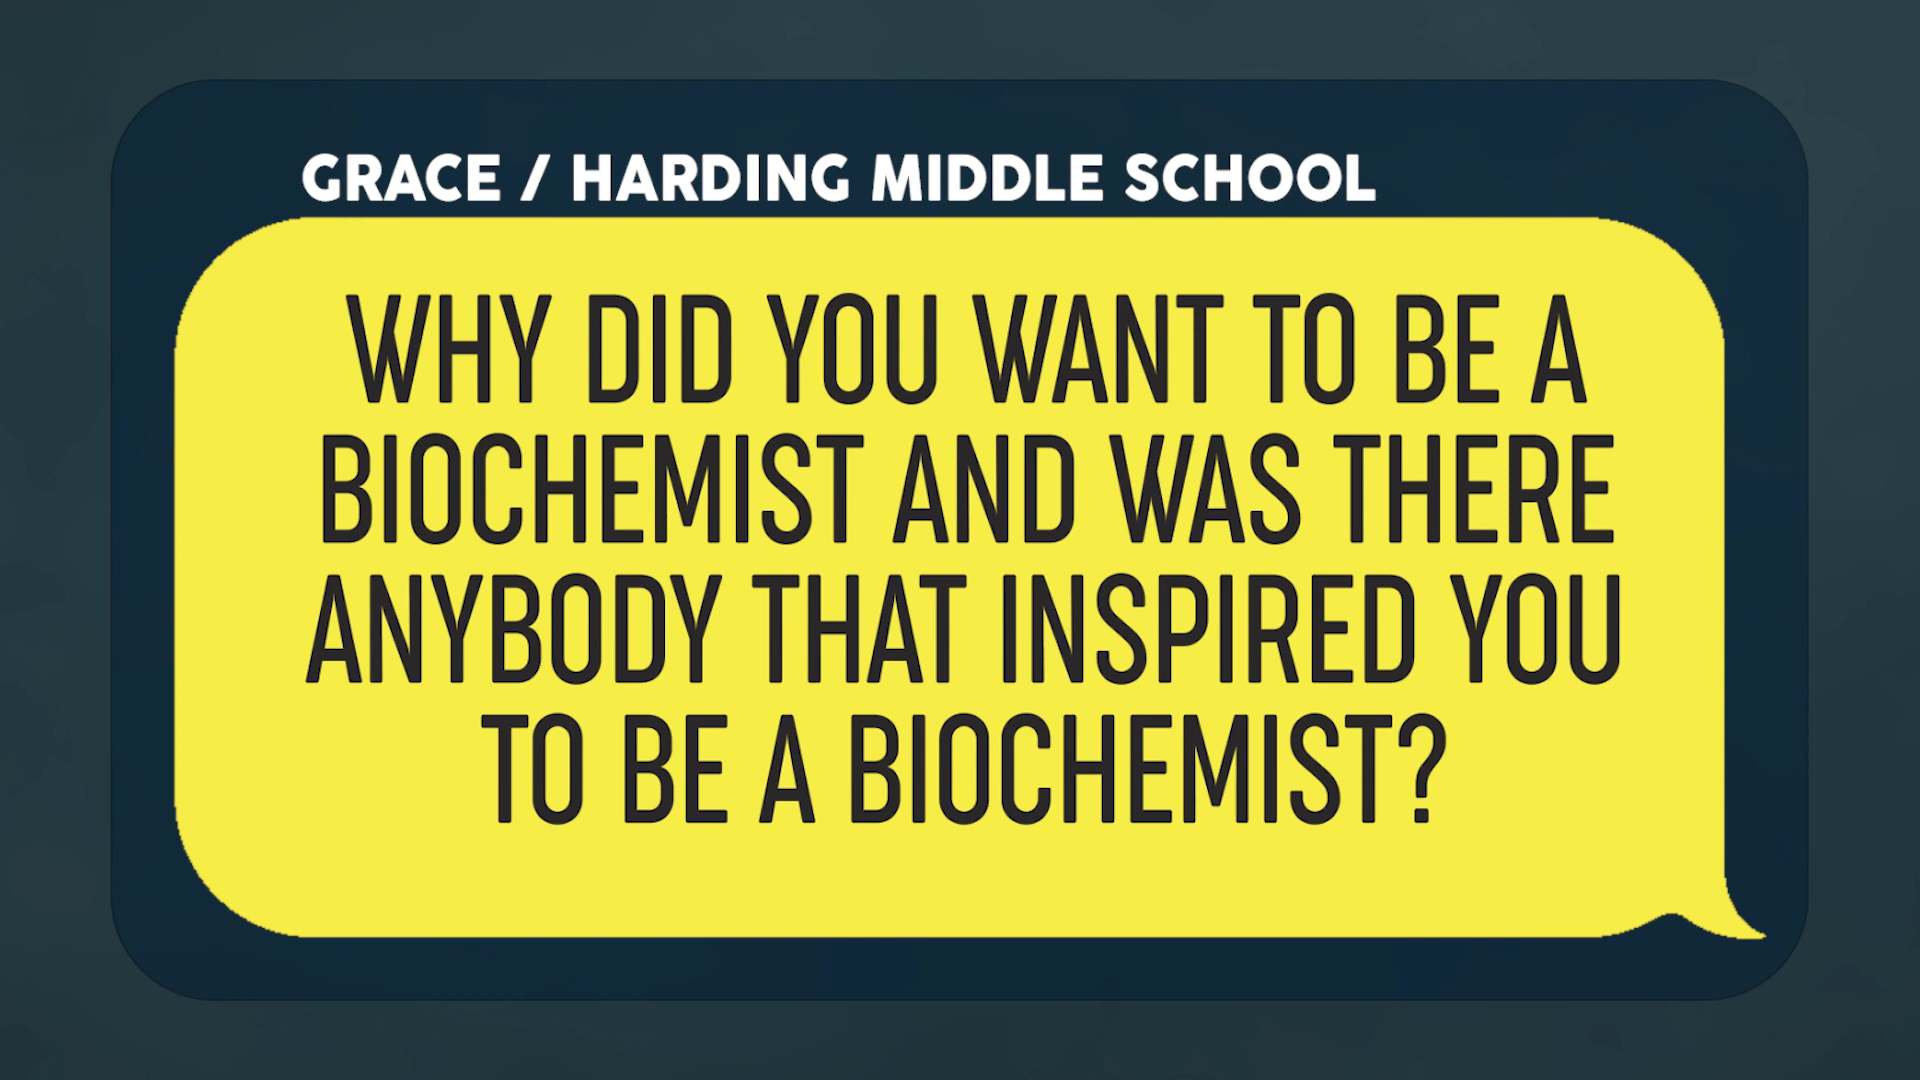 GRACE / HARDING MIDDLE SCHOOL
WHY DID YOU WANT TO BE A
BIOCHEMIST AND WAS THERE
ANYBODY THAT INSPIRED YOU
TO BE A BIOCHEMIST?